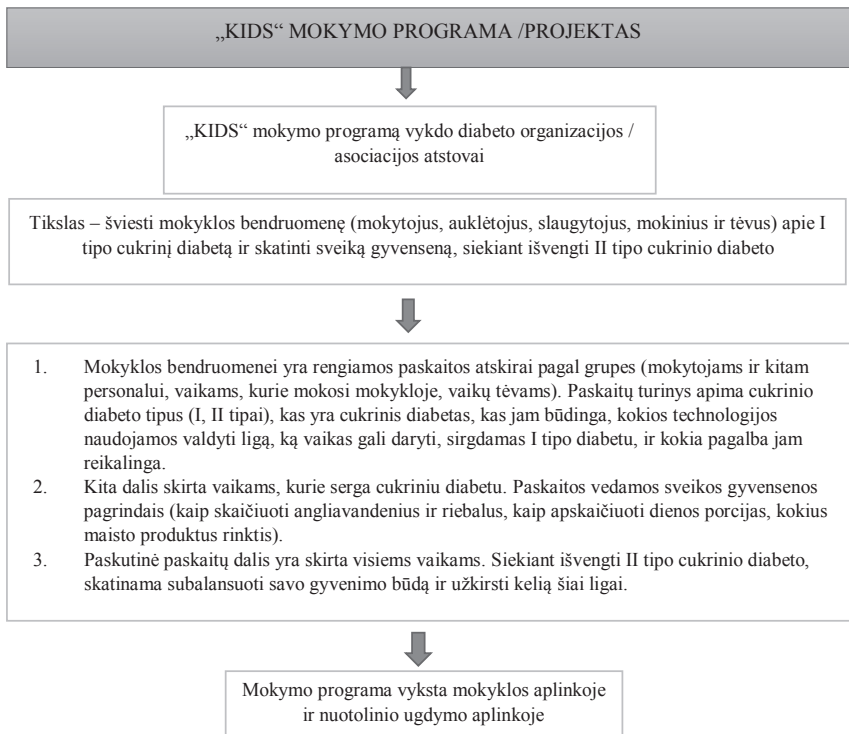 „KIDS“ MOKYMO PROGRAMA /PROJEKTAS
„KIDS“ mokymo programą vykdo diabeto organizacijos /
asociacijos atstovai
Tikslas – šviesti mokyklos bendruomenę (mokytojus, auklėtojus, slaugytojus, mokinius ir tėvus) apie I
tipo cukrinį diabetą ir skatinti sveiką gyvenseną, siekiant išvengti II tipo cukrinio diabeto
1. Mokyklos bendruomenei yra rengiamos paskaitos atskirai pagal grupes (mokytojams ir kitam
personalui, vaikams, kurie mokosi mokykloje, vaikų tėvams). Paskaitų turinys apima cukrinio
diabeto tipus (I, II tipai), kas yra cukrinis diabetas, kas jam būdinga, kokios technologijos
naudojamos valdyti ligą, ką vaikas gali daryti, sirgdamas I tipo diabetu, ir kokia pagalba jam
reikalinga.
2. Kita dalis skirta vaikams, kurie serga cukriniu diabetu. Paskaitos vedamos sveikos gyvensenos
pagrindais (kaip skaičiuoti angliavandenius ir riebalus, kaip apskaičiuoti dienos porcijas, kokius
maisto produktus rinktis).
3. Paskutinė paskaitų dalis yra skirta visiems vaikams. Siekiant išvengti II tipo cukrinio diabeto,
skatinama subalansuoti savo gyvenimo būdą ir užkirsti kelią šiai ligai.
Mokymo programa vyksta mokyklos aplinkoje
ir nuotolinio ugdymo aplinkoje